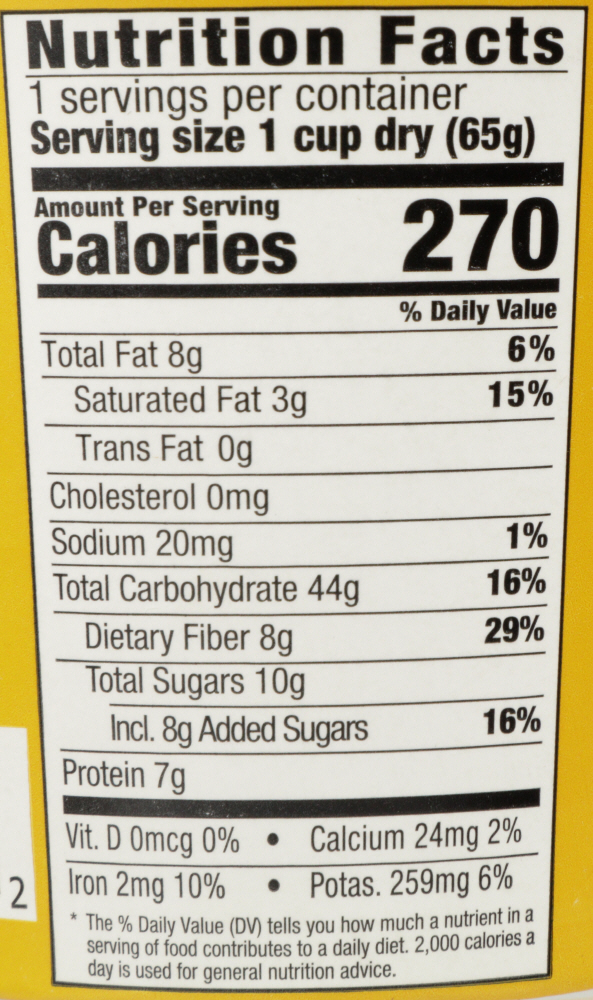 Nutrition Facts
1 servings per container
Serving size 1 cup dry (65g)
Amount Per Serving
Calories 270
% Daily Value
Total Fat 8g 6%
Saturated Fat 3g 15%
Trans Fat 0g
Cholesterol 0mg
Sodium 20mg 1%
Total Carbohydrate 44g 16%
Dietary Fiber 8g 29%
Total Sugars 10g
Incl. 8g Added Sugars 16%
Protein 7g
Vit. D 0mcg 0% • Calcium 24mg 2%
Iron 2mg 10% • Potas. 259mg 6%
* The % Daily Value (DV) tells you how much a nutrient in a
serving of food contributes to a daily diet. 2,000 calories a
day is used for general nutrition advice.
2